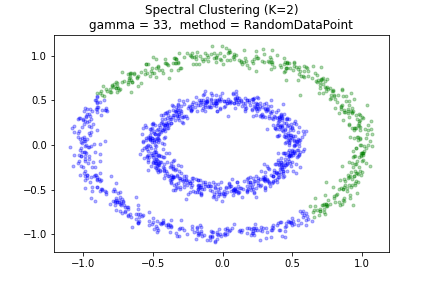 Spectral Clustering (K=2)
gamma = 33, method = RandomDataPoint
1.0
0.5
0.0
−0.5
−1.0
−1.0 −0.5 0.0 0.5 1.0